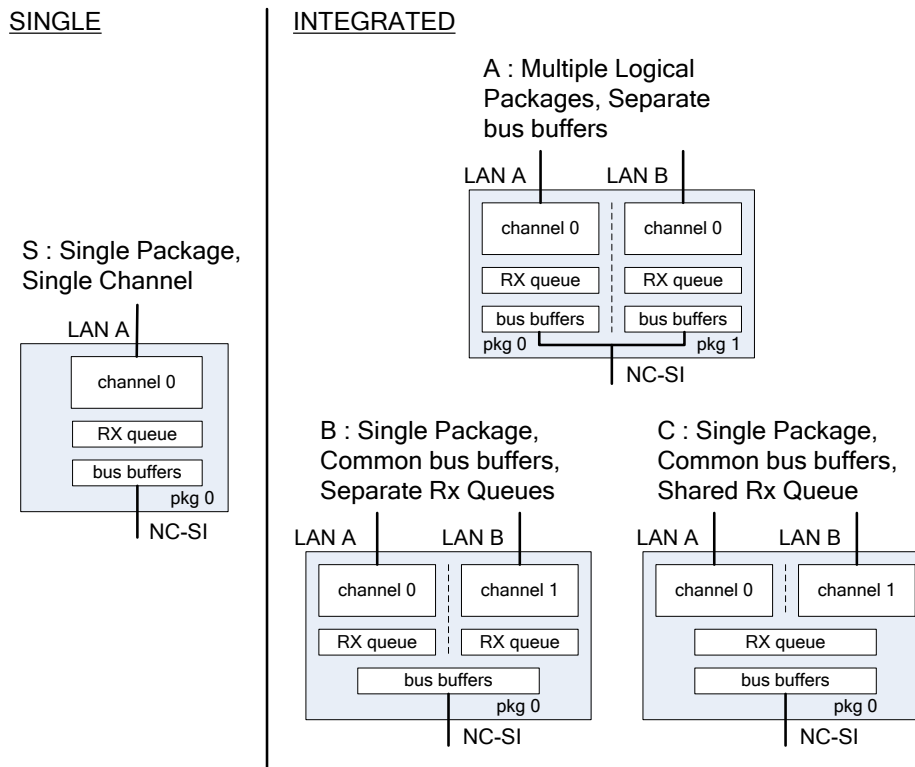 SINGLE
INTEGRATED
S : Single Package,
Single Channel
LAN A
channel 0
RX queue
bus buffers
pkg 0
NC-SI
A : Multiple Logical
Packages, Separate
bus buffers
LAN A
LAN B
channel 0
channel 0
RX queue
RX queue
bus buffers
bus buffers
pkg 0
pkg 1
NC-SI
B : Single Package,
Common bus buffers,
Separate Rx Queues
LAN A
LAN B
channel 0
channel 1
RX queue
RX queue
bus buffers
pkg 0
NC-SI
C : Single Package,
Common bus buffers,
Shared Rx Queue
LAN A
LAN B
channel 0
channel 1
RX queue
bus buffers
pkg 0
NC-SI